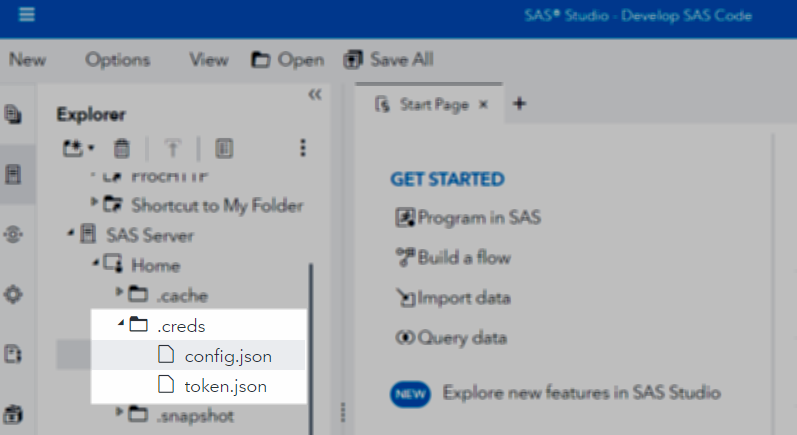 SAS® Studio - Develop SAS Code
New Options View Open Save All
Explorer
Start Page
ProcHTTP
Shortcut to My Folder
SAS Server
Home
.cache
.creds
config.json
token.json
.snapshot
GET STARTED
Program in SAS
Build a flow
Import data
Query data
NEW Explore new features in SAS Studio